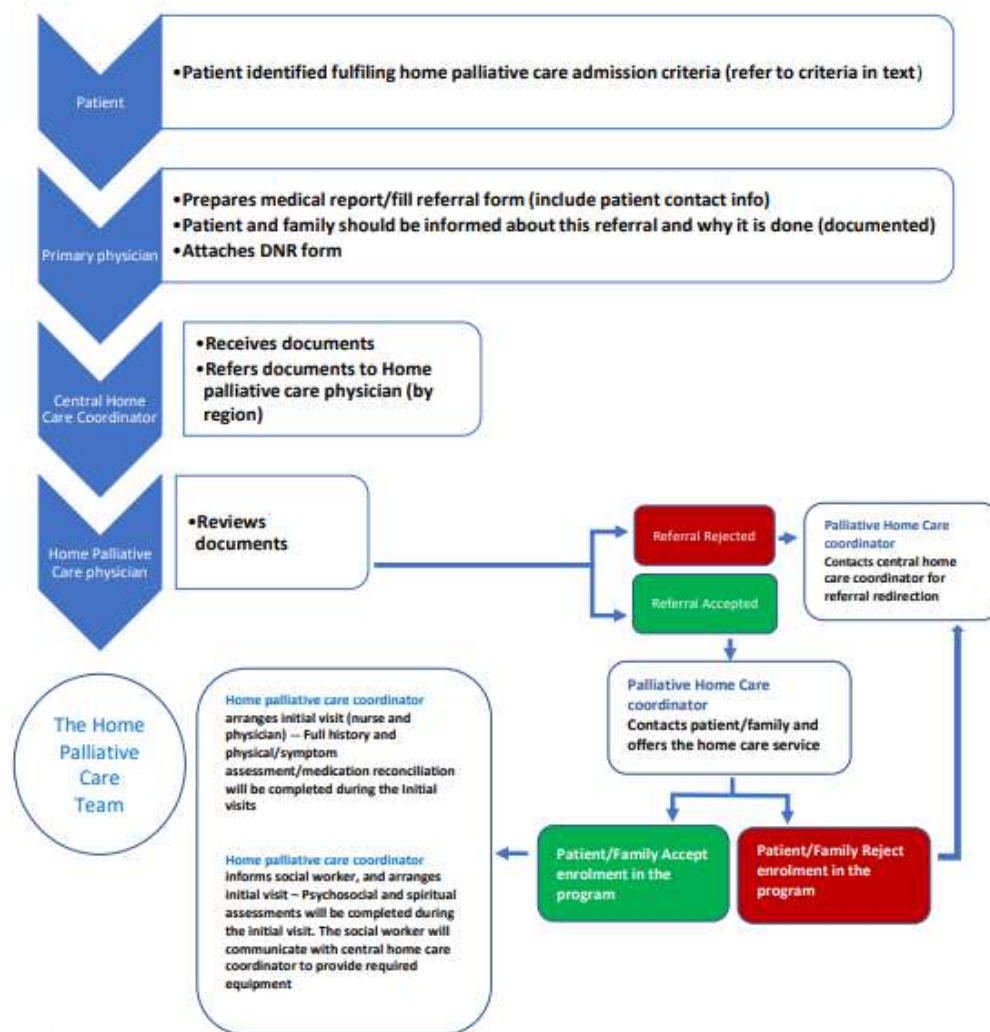 Patient
•Patient identified fulfiling home palliative care admission criteria (refer to criteria in text)
Primary physician
•Prepares medical report/fill referral form (include patient contact info)
•Patient and family should be informed about this referral and why it is done (documented)
•Attaches DNR form
Central Home
Care Coordinator
•Receives documents
•Refers documents to Home
palliative care physician (by
region)
Home Palliative
Care physician
•Reviews
documents
Referral Rejected
Palliative Home Care
coordinator
Contacts central home
care coordinator for
referral redirection
Referral Accepted
Palliative Home Care
coordinator
Contacts patient/family and
offers the home care service
Patient/Family Accept
enrolment in the
program
Patient/Family Reject
enrolment in the
program
The Home
Palliative
Care
Team
Home palliative care coordinator
arranges initial visit (nurse and
physician) -- Full history and
physical/symptom
assessment/medication reconciliation
will be completed during the Initial
visits
Home palliative care coordinator
informs social worker, and arranges
initial visit – Psychosocial and spiritual
assessments will be completed during
the initial visit. The social worker will
communicate with central home care
coordinator to provide required
equipment